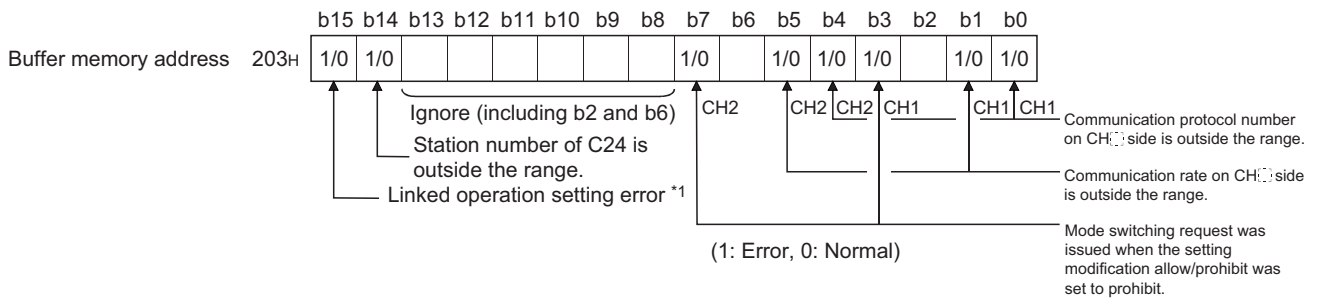 b15 b14 b13 b12 b11 b10 b9 b8 b7 b6 b5 b4 b3 b2 b1 b0
Buffer memory address 203H 1/0 1/0 1/0 1/0 1/0 1/0 1/0 1/0
CH2 CH2 CH2 CH1 CH1 CH1
Ignore (including b2 and b6)
Station number of C24 is
outside the range.
Linked operation setting error *1
Communication protocol number
on CH side is outside the range.
Communication rate on CH side
is outside the range.
Mode switching request was
issued when the setting
modification allow/prohibit was
set to prohibit.
(1: Error, 0: Normal)